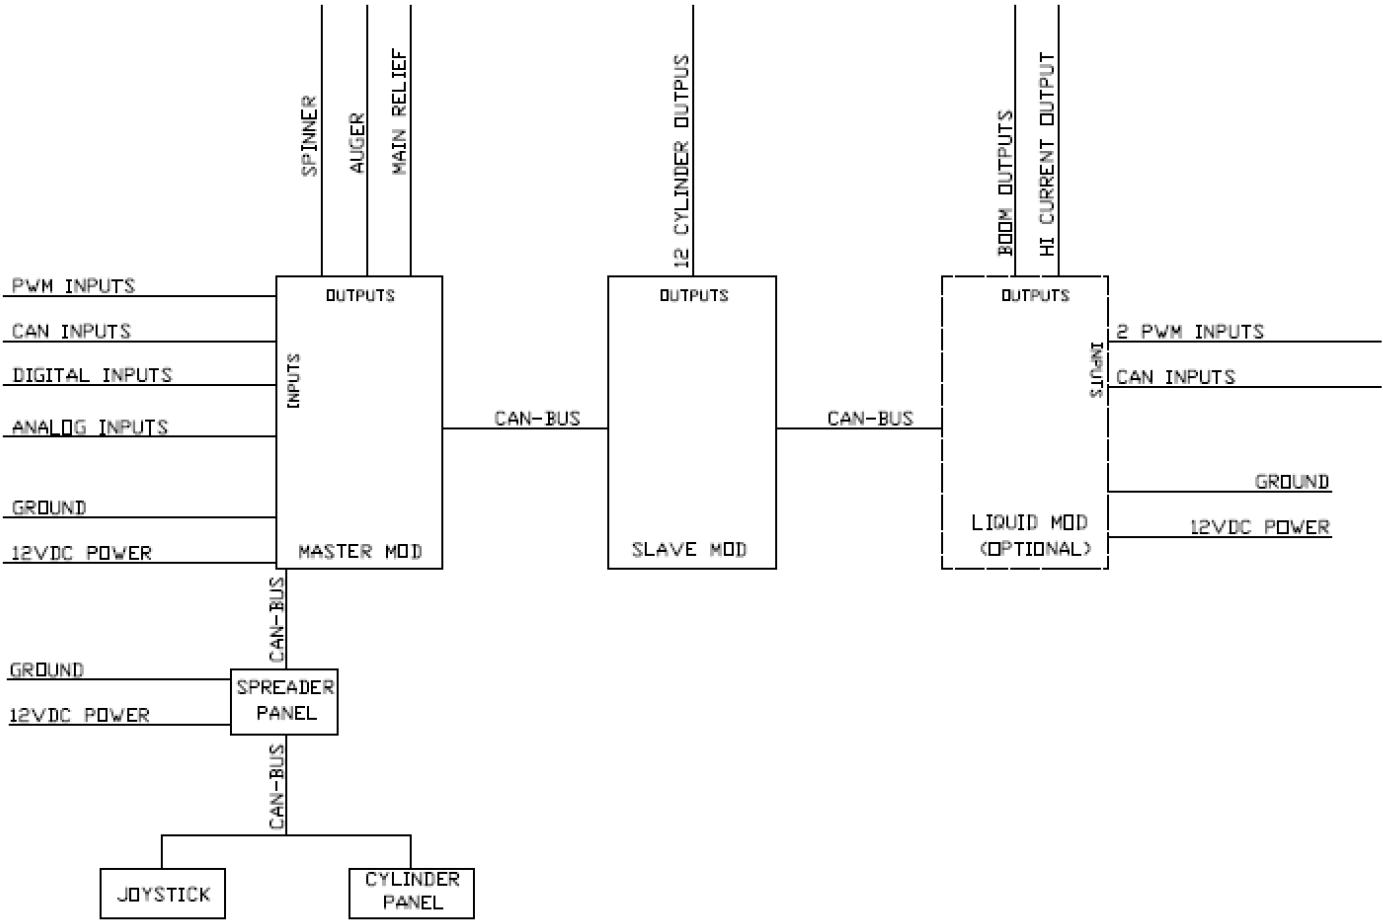 SPINNER
AUGER
MAIN RELIEF
12 CYLINDER OUTPUS
BOOM OUTPUTS
HI CURRENT OUTPUT
PWM INPUTS
CAN INPUTS
DIGITAL INPUTS
ANALOG INPUTS
GROUND
12VDC POWER
OUTPUTS
INPUTS
MASTER MOD
CAN-BUS
OUTPUTS
SLAVE MOD
CAN-BUS
OUTPUTS
INPUTS
LIQUID MOD
(OPTIONAL)
2 PWM INPUTS
CAN INPUTS
GROUND
12VDC POWER
CAN-BUS
GROUND
12VDC POWER
SPREADER
PANEL
CAN-BUS
JOYSTICK
CYLINDER
PANEL